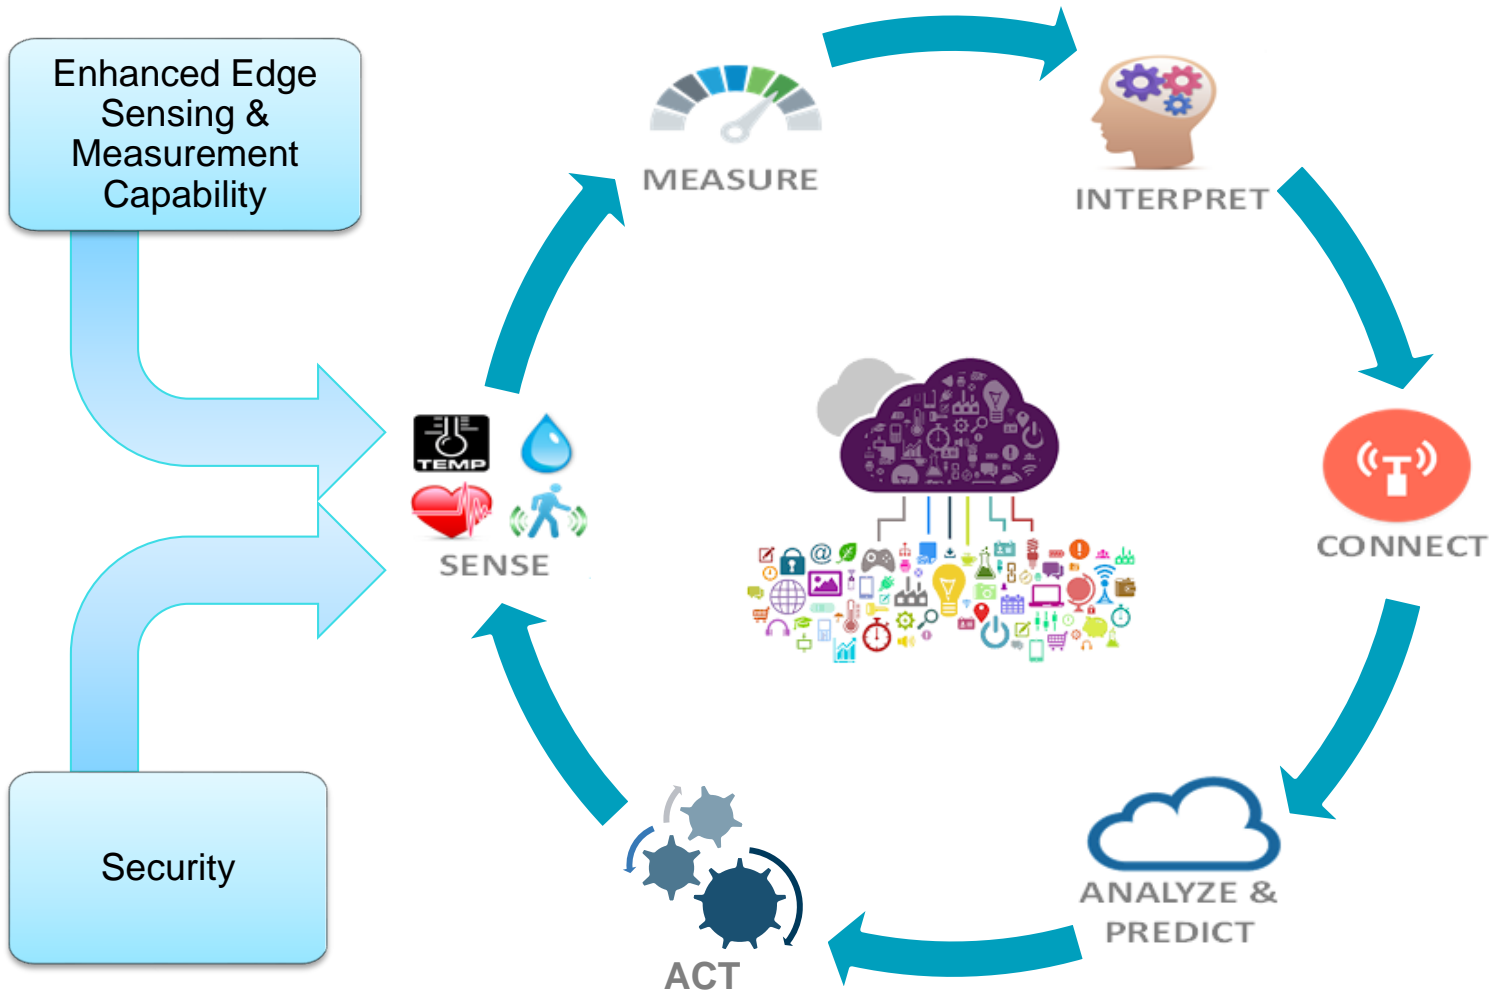 Enhanced Edge
Sensing &
Measurement
Capability
MEASURE
INTERPRET
TEMP
SENSE
CONNECT
Security
ANALYZE &
PREDICT
ACT